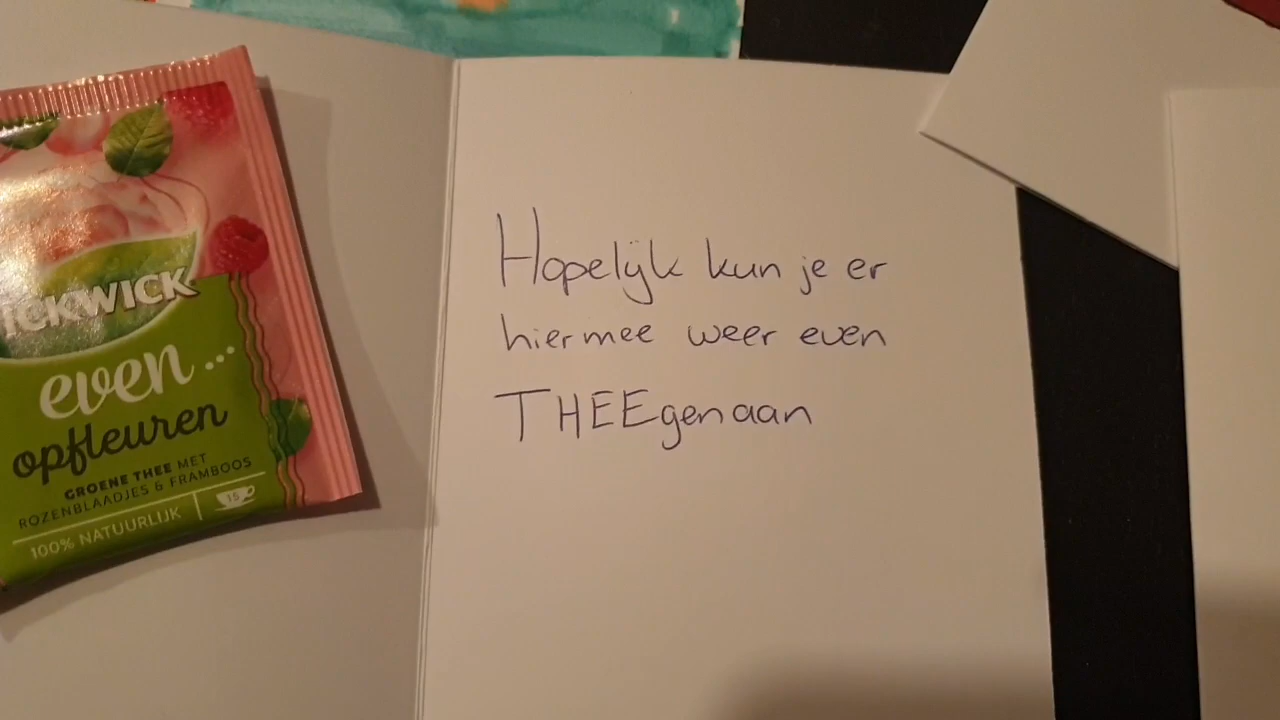 ICKWICK
even...
opfleuren
GROENE THEE MET
ROZENBLAADJES & FRAMBOOS
15
100% NATUURLIJK
Hopelijk kun je er
hiermee weer even
THEEgenaan